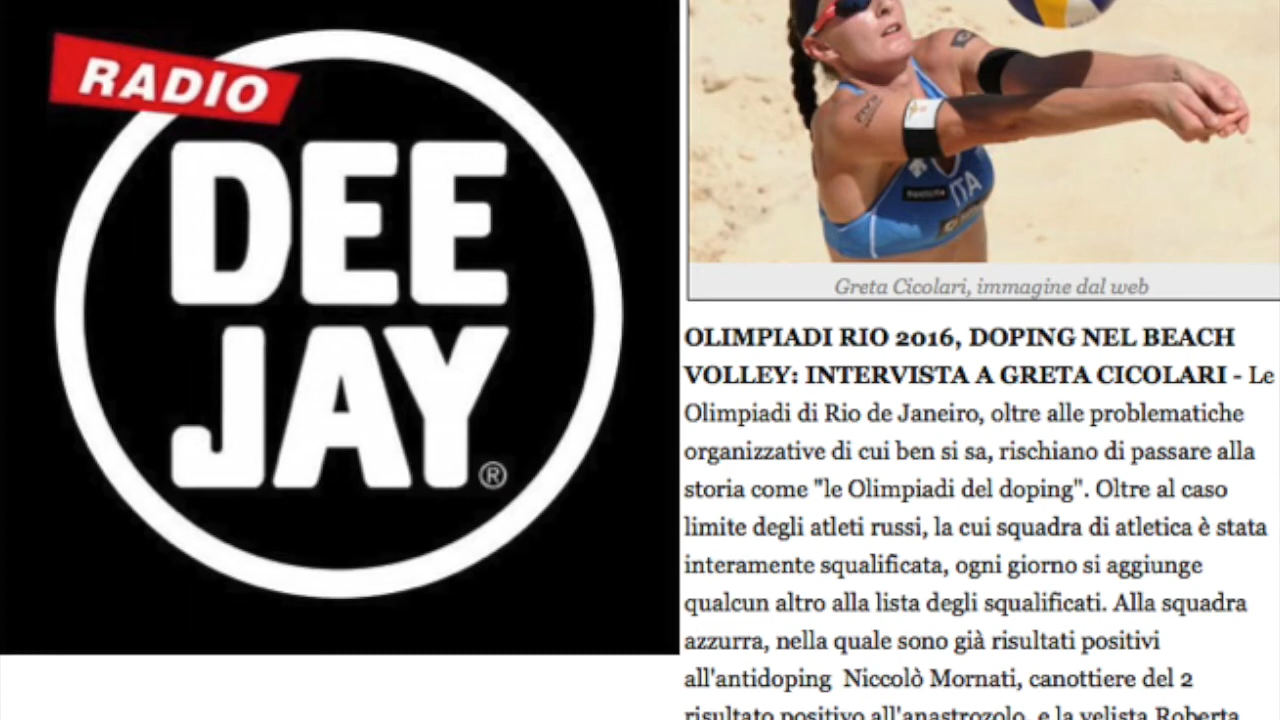 RADIO
DEE
JAY®
ITA
Greta Cicolari, immagine dal web
OLIMPIADI RIO 2016, DOPING NEL BEACH
VOLLEY: INTERVISTA A GRETA CICOLARI - Le
Olimpiadi di Rio de Janeiro, oltre alle problematiche
organizzative di cui ben si sa, rischiano di passare alla
storia come "le Olimpiadi del doping". Oltre al caso
limite degli atleti russi, la cui squadra di atletica è stata
interamente squalificata, ogni giorno si aggiunge
qualcun altro alla lista degli squalificati. Alla squadra
azzurra, nella quale sono già risultati positivi
all'antidoping Niccolò Mornati, canottiere del 2
risultato positivo all'anastrozolo, e la velista Roberta